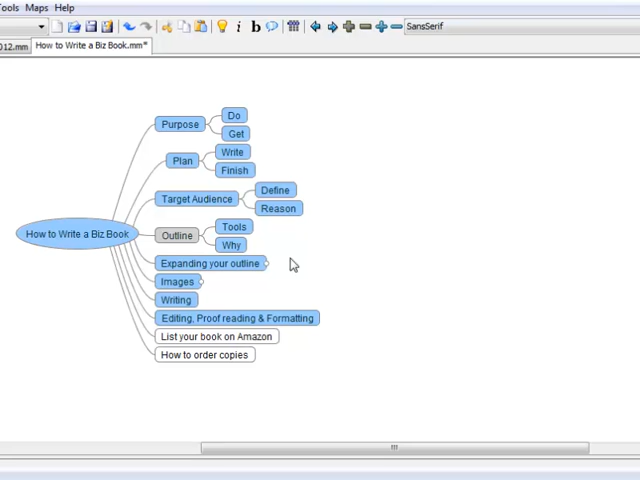 Tools Maps Help
SansSerif
012.mm How to Write a Biz Book.mm*
How to Write a Biz Book
Purpose
Do
Get
Plan
Write
Finish
Target Audience
Define
Reason
Outline
Tools
Why
Expanding your outline
Images
Writing
Editing, Proof reading & Formatting
List your book on Amazon
How to order copies